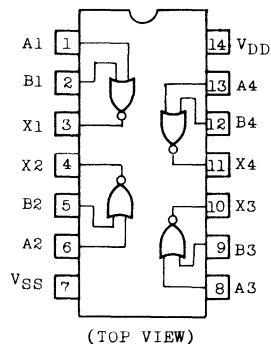 A1 1 14 VDD
B1 2 13 A4
X1 3 12 B4
X2 4 11 X4
B2 5 10 X3
A2 6 9 B3
VSS 7 8 A3
(TOP VIEW)